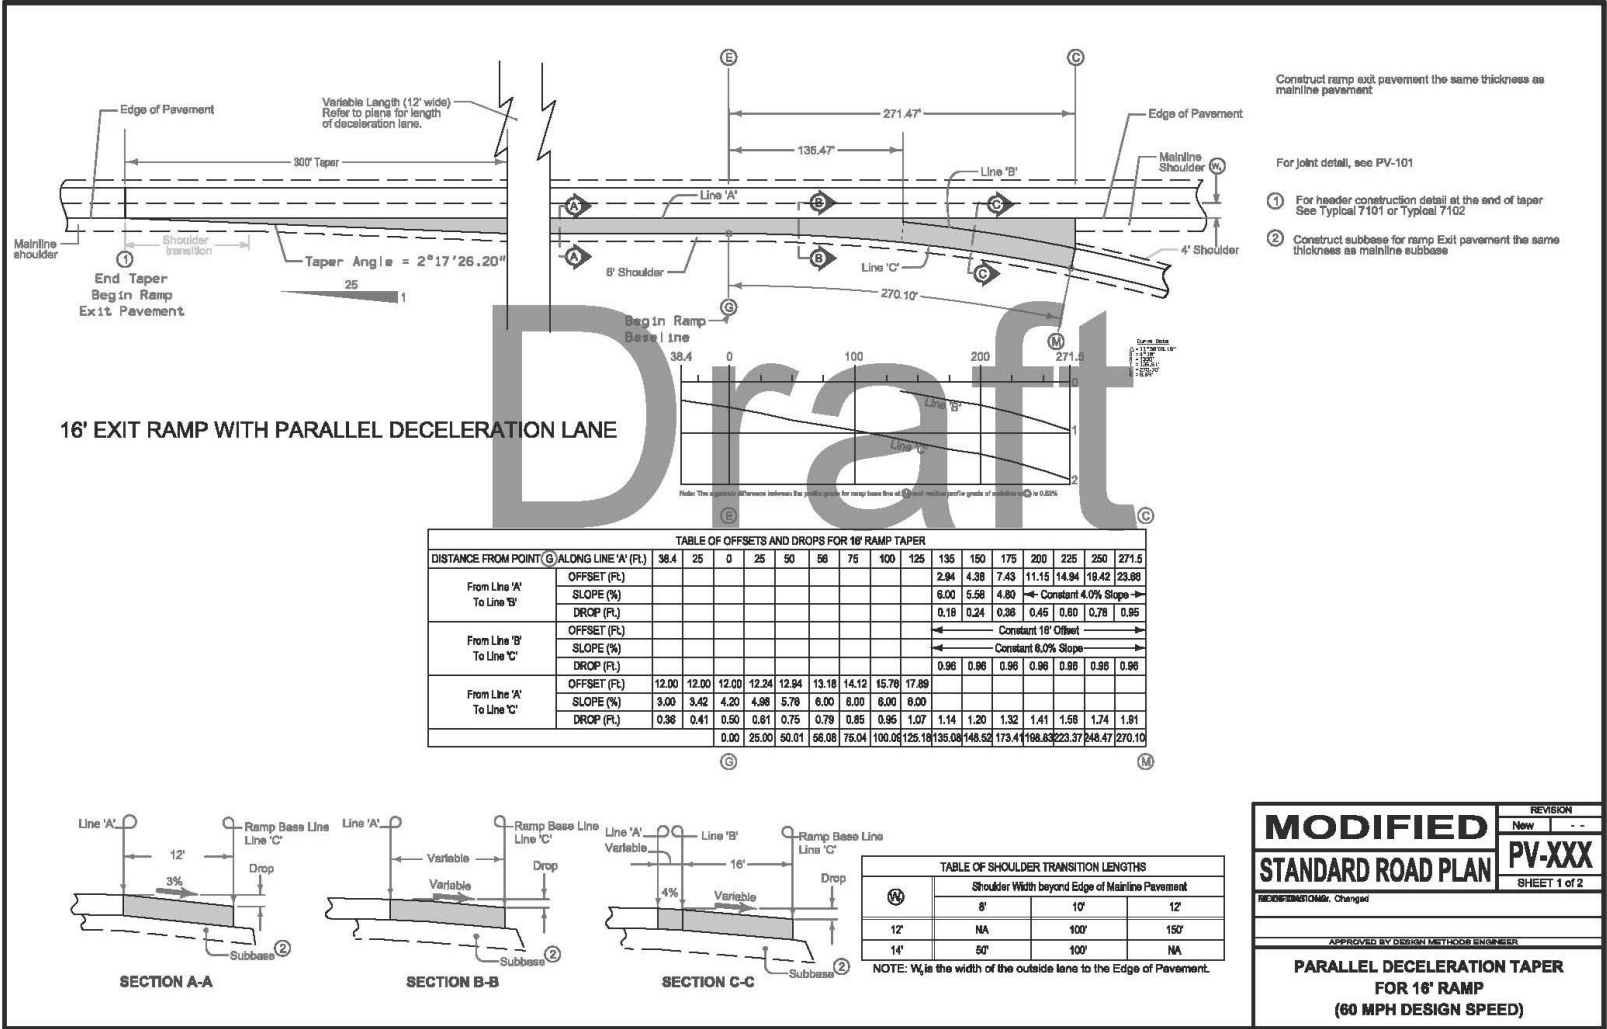 E
C
271.47'
136.47'
Variable Length (12' wide)
Refer to plans for length
of deceleration lane.
Edge of Pavement
300' Taper
Edge of Pavement
Mainline
Shoulder
W
Line 'B'
Line 'A'
A
B
C
Mainline
shoulder
Shoulder
transition
1
End Taper
Begin Ramp
Exit Pavement
Taper Angle = 2°17'26.20"
25
1
A
B
C
8' Shoulder
Line 'C'
4' Shoulder
270.10'
G
Begin Ramp
Baseline
M
Construct ramp exit pavement the same thickness as
mainline pavement
For joint detail, see PV-101
1 For header construction detail at the end of taper
See Typical 7101 or Typical 7102
2 Construct subbase for ramp Exit pavement the same
thickness as mainline subbase
Draft
Curve Data
38.4 0 100 200 271.5
0
Line 'B'
1
Line 'C'
2
16' EXIT RAMP WITH PARALLEL DECELERATION LANE
E
C
TABLE OF OFFSETS AND DROPS FOR 16' RAMP TAPER
DISTANCE FROM POINT G ALONG LINE 'A' (Ft.) 38.4 25 0 25 50 56 75 100 125 135 150 175 200 225 250 271.5
From Line 'A'
To Line 'B'
OFFSET (Ft.) 2.94 4.38 7.43 11.15 14.94 19.42 23.88
SLOPE (%) 6.00 5.58 4.80 Constant 4.0% Slope
DROP (Ft.) 0.18 0.24 0.36 0.45 0.60 0.78 0.95
From Line 'B'
To Line 'C'
OFFSET (Ft.) Constant 16' Offset
SLOPE (%) Constant 6.0% Slope
DROP (Ft.) 0.96 0.96 0.96 0.96 0.96 0.96 0.96
From Line 'A'
To Line 'C'
OFFSET (Ft.) 12.00 12.00 12.00 12.24 12.94 13.18 14.12 15.76 17.89
SLOPE (%) 3.00 3.42 4.20 4.98 5.76 6.00 6.00 6.00 6.00
DROP (Ft.) 0.36 0.41 0.50 0.61 0.75 0.79 0.85 0.95 1.07 1.14 1.20 1.32 1.41 1.56 1.74 1.91
0.00 25.00 50.01 56.08 75.04 100.09 125.18 135.08 148.52 173.41 198.63 223.37 248.47 270.10
G
M
Line 'A'
Ramp Base Line
Line 'C'
12'
3%
Drop
Subbase 2
SECTION A-A
Line 'A'
Ramp Base Line
Line 'C'
Variable
Drop
Variable
Subbase 2
SECTION B-B
Line 'A'
Line 'B'
Ramp Base Line
Line 'C'
Variable
16'
Drop
4%
Variable
Subbase 2
SECTION C-C
TABLE OF SHOULDER TRANSITION LENGTHS
W
Shoulder Width beyond Edge of Mainline Pavement
8' 10' 12'
12' NA 100' 150'
14' 50' 100' NA
NOTE: W is the width of the outside lane to the Edge of Pavement.
MODIFIED
STANDARD ROAD PLAN
REVISION
New - -
PV-XXX
SHEET 1 of 2
Changed
APPROVED BY DESIGN METHODS ENGINEER
PARALLEL DECELERATION TAPER
FOR 16' RAMP
(60 MPH DESIGN SPEED)